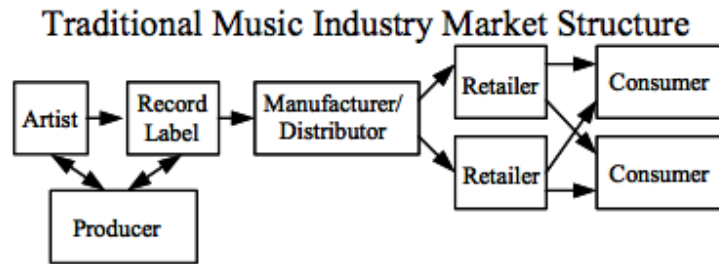 Traditional Music Industry Market Structure
Artist
Record
Label
Manufacturer/
Distributor
Retailer
Consumer
Retailer
Consumer
Producer